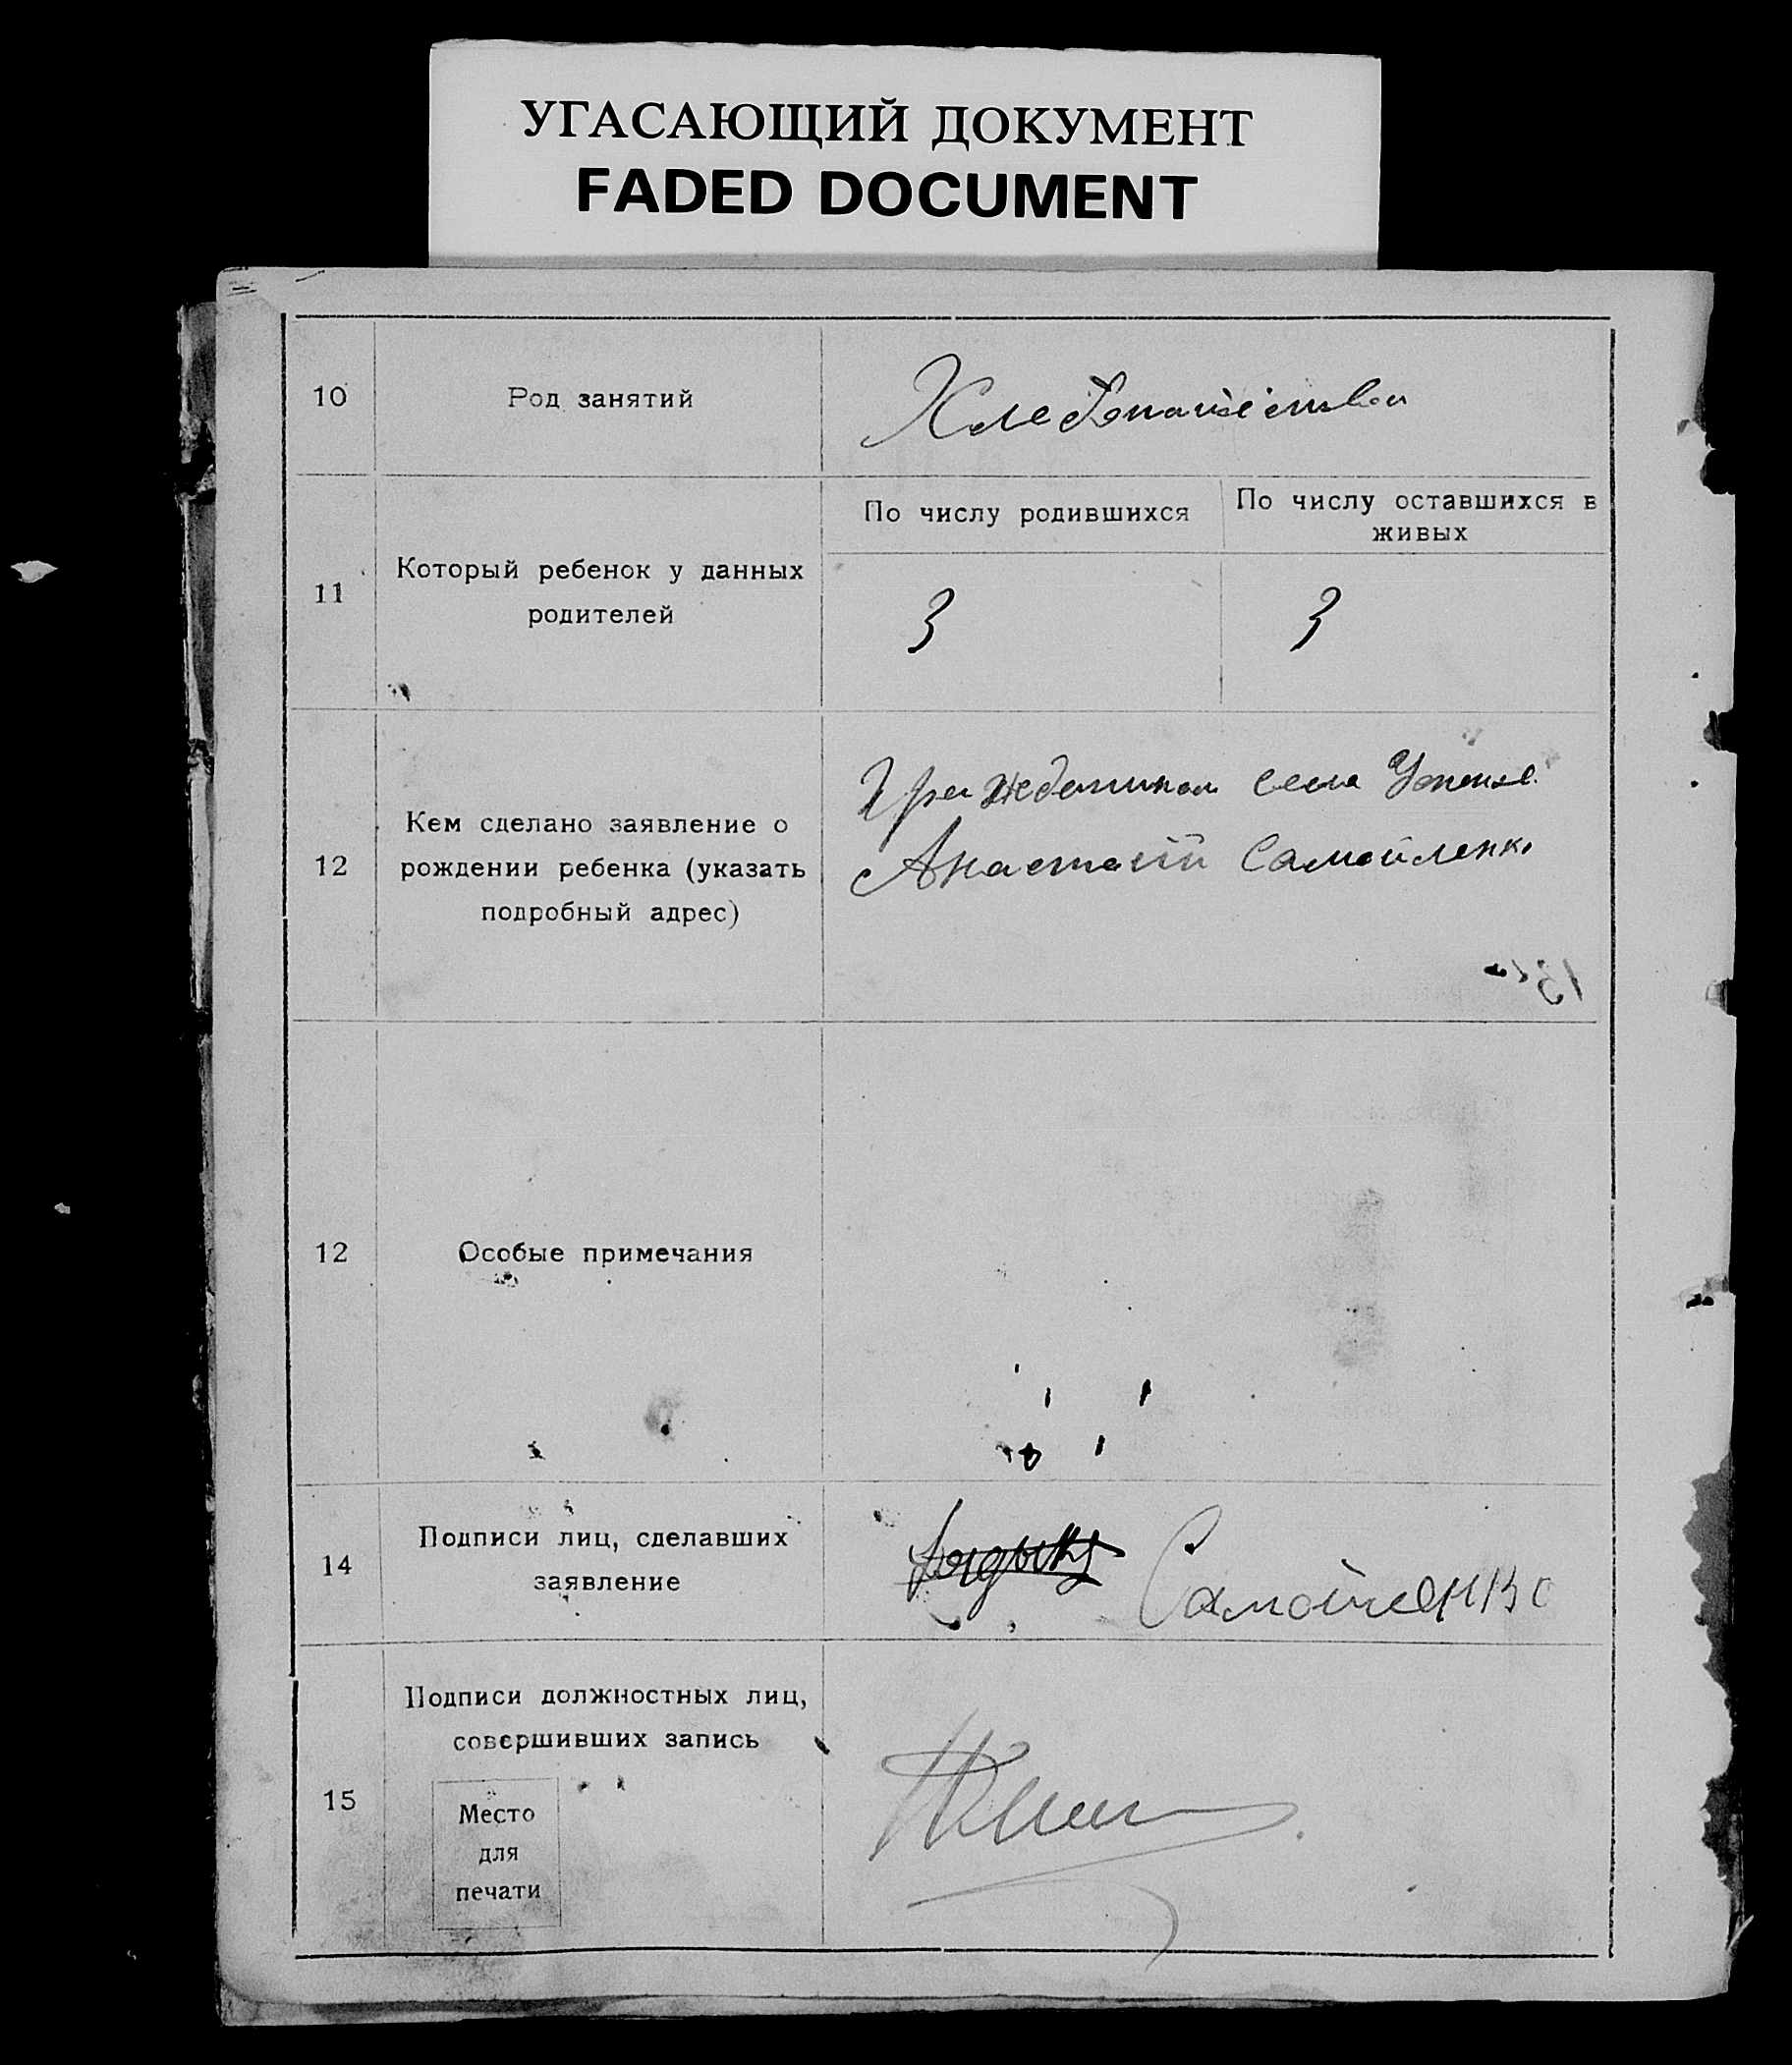 УГАСАЮЩИЙ ДОКУМЕНТ
FADED DOCUMENT
10
Род занятий
Хлебопашество
11
Который ребенок у данных
родителей
По числу родившихся
По числу оставшихся в
живых
3
3
12
Кем сделано заявление о
рождении ребенка (указать
подробный адрес)
Гражданином села
Анастасий Самойленко
12
Особые примечания
14
Подписи лиц, сделавших
заявление
Самойленко
15
Подписи должностных лиц,
совершивших запись
Место
для
печати